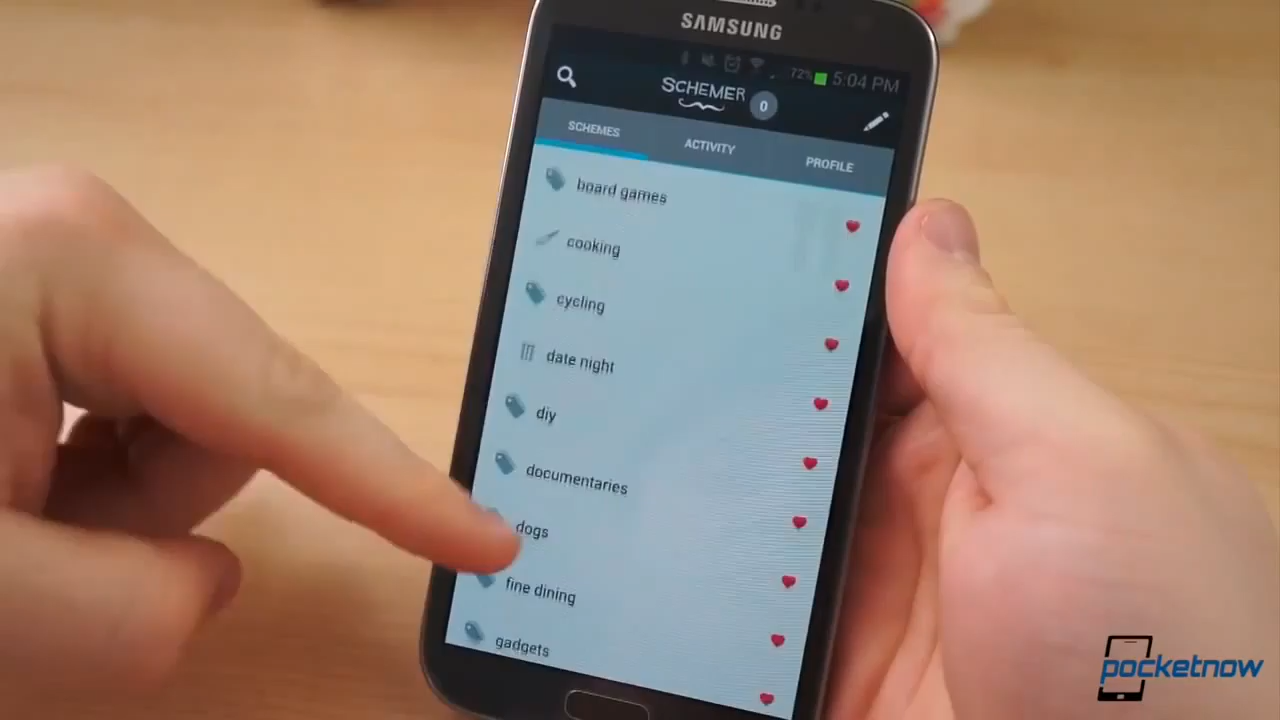 SAMSUNG
72% 5:04 PM
SCHEMER 0
SCHEMES ACTIVITY PROFILE
board games
cooking
cycling
date night
diy
documentaries
dogs
fine dining
gadgets
pocketnow